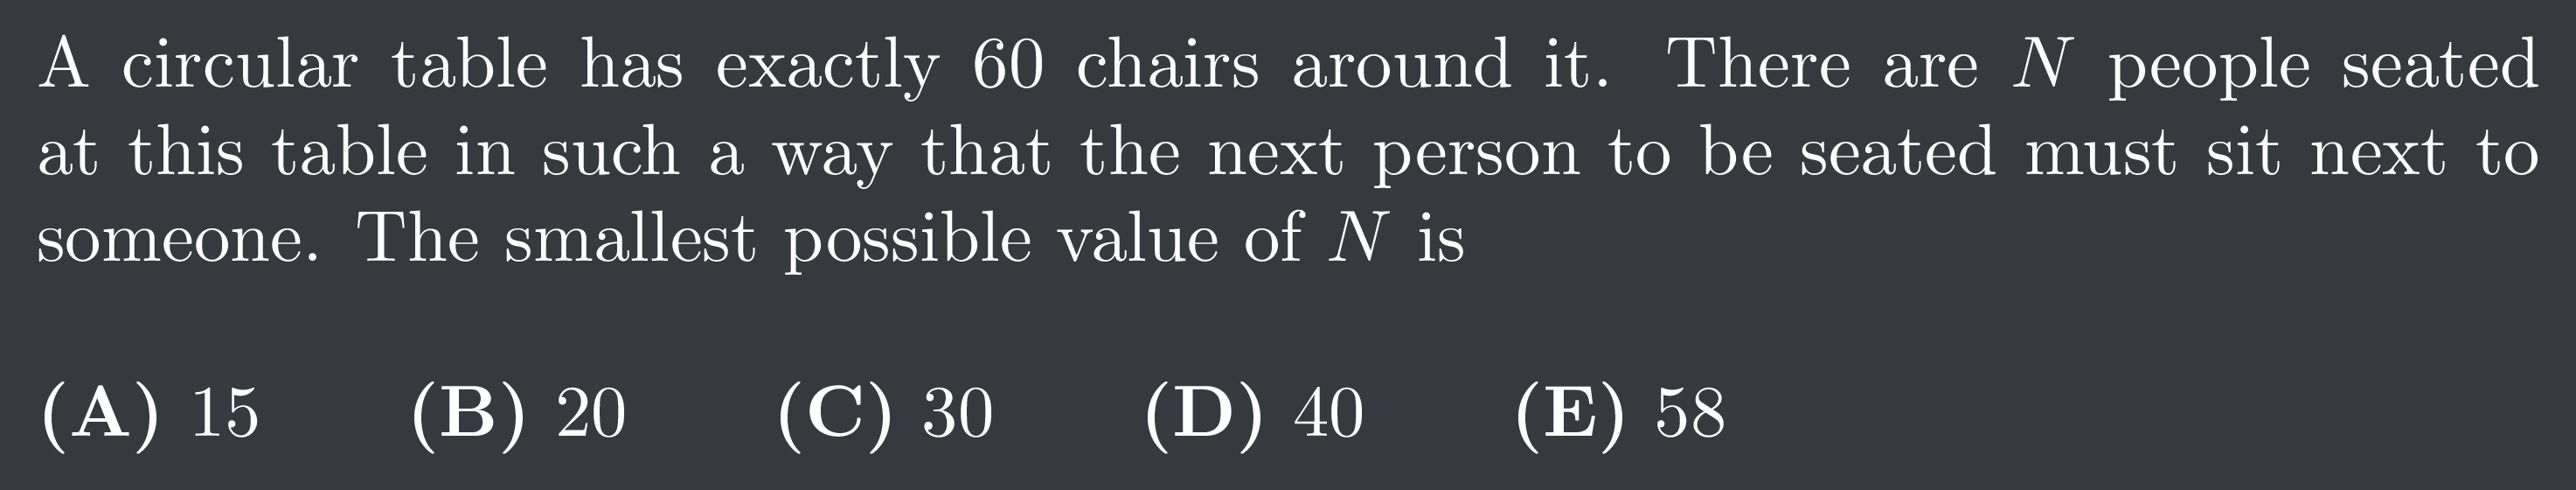 A circular table has exactly 60 chairs around it. There are N people seated
at this table in such a way that the next person to be seated must sit next to
someone. The smallest possible value of N is
(A) 15 (B) 20 (C) 30 (D) 40 (E) 58